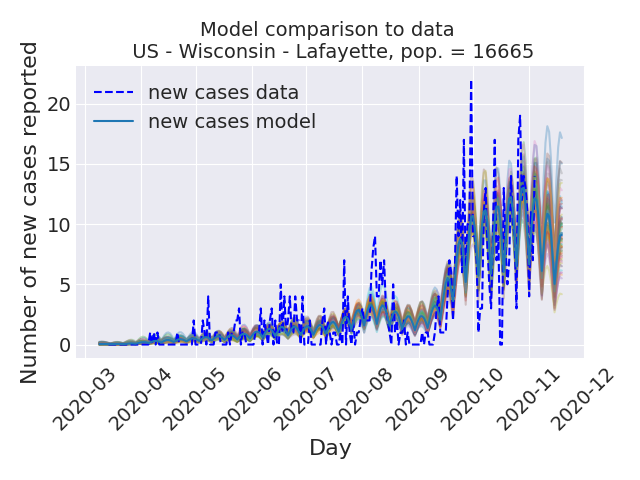 Model comparison to data
US - Wisconsin - Lafayette, pop. = 16665
Number of new cases reported
new cases data
new cases model
20
15
10
5
0
2020-03
2020-04
2020-05
2020-06
2020-07
2020-08
2020-09
2020-10
2020-11
2020-12
Day